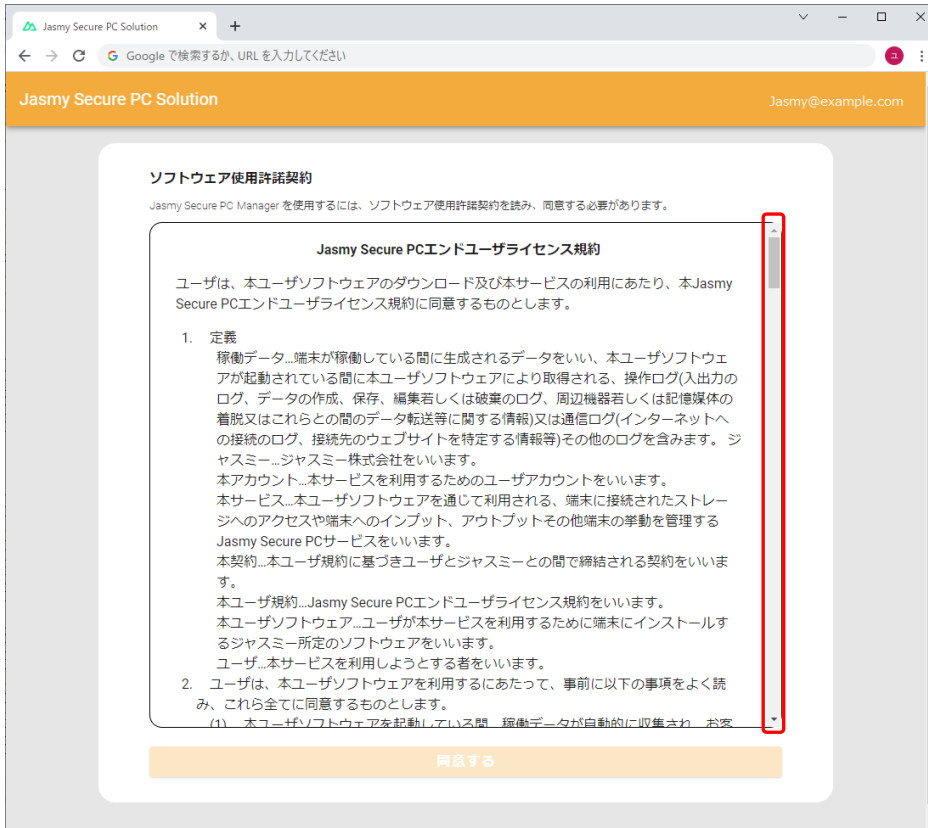 Jasmy Secure PC Solution
G Google で検索するか、URL を入力してください
ユ
Jasmy Secure PC Solution
Jasmy@example.com
ソフトウェア使用許諾契約
Jasmy Secure PC Manager を使用するには、ソフトウェア使用許諾契約を読み、同意する必要があります。
Jasmy Secure PCエンドユーザライセンス規約
ユーザは、本ユーザソフトウェアのダウンロード及び本サービスの利用にあたり、本Jasmy
Secure PCエンドユーザライセンス規約に同意するものとします。
1. 定義
稼働データ...端末が稼働している間に生成されるデータをいい、本ユーザソフトウェ
アが起動されている間に本ユーザソフトウェアにより取得される、操作ログ(入出力の
ログ、データの作成、保存、編集若しくは破棄のログ、周辺機器若しくは記憶媒体の
着脱又はこれらとの間のデータ転送等に関する情報)又は通信ログ(インターネットへ
の接続のログ、接続先のウェブサイトを特定する情報等)その他のログを含みます。 ジ
ャスミー...ジャスミー株式会社をいいます。
本アカウント...本サービスを利用するためのユーザアカウントをいいます。
本サービス...本ユーザソフトウェアを通じて利用される、端末に接続されたストレー
ジへのアクセスや端末へのインプット、アウトプットその他端末の挙動を管理する
Jasmy Secure PCサービスをいいます。
本契約...本ユーザ規約に基づきユーザとジャスミーとの間で締結される契約をいいま
す。
本ユーザ規約...Jasmy Secure PCエンドユーザライセンス規約をいいます。
本ユーザソフトウェア...ユーザが本サービスを利用するために端末にインストールす
るジャスミー所定のソフトウェアをいいます。
ユーザ...本サービスを利用しようとする者をいいます。
2. ユーザは、本ユーザソフトウェアを利用するにあたって、事前に以下の事項をよく読
み、これら全てに同意するものとします。
(1) 本ユーザソフトウェアを起動している間、稼働データが自動的に収集され、お客
同意する